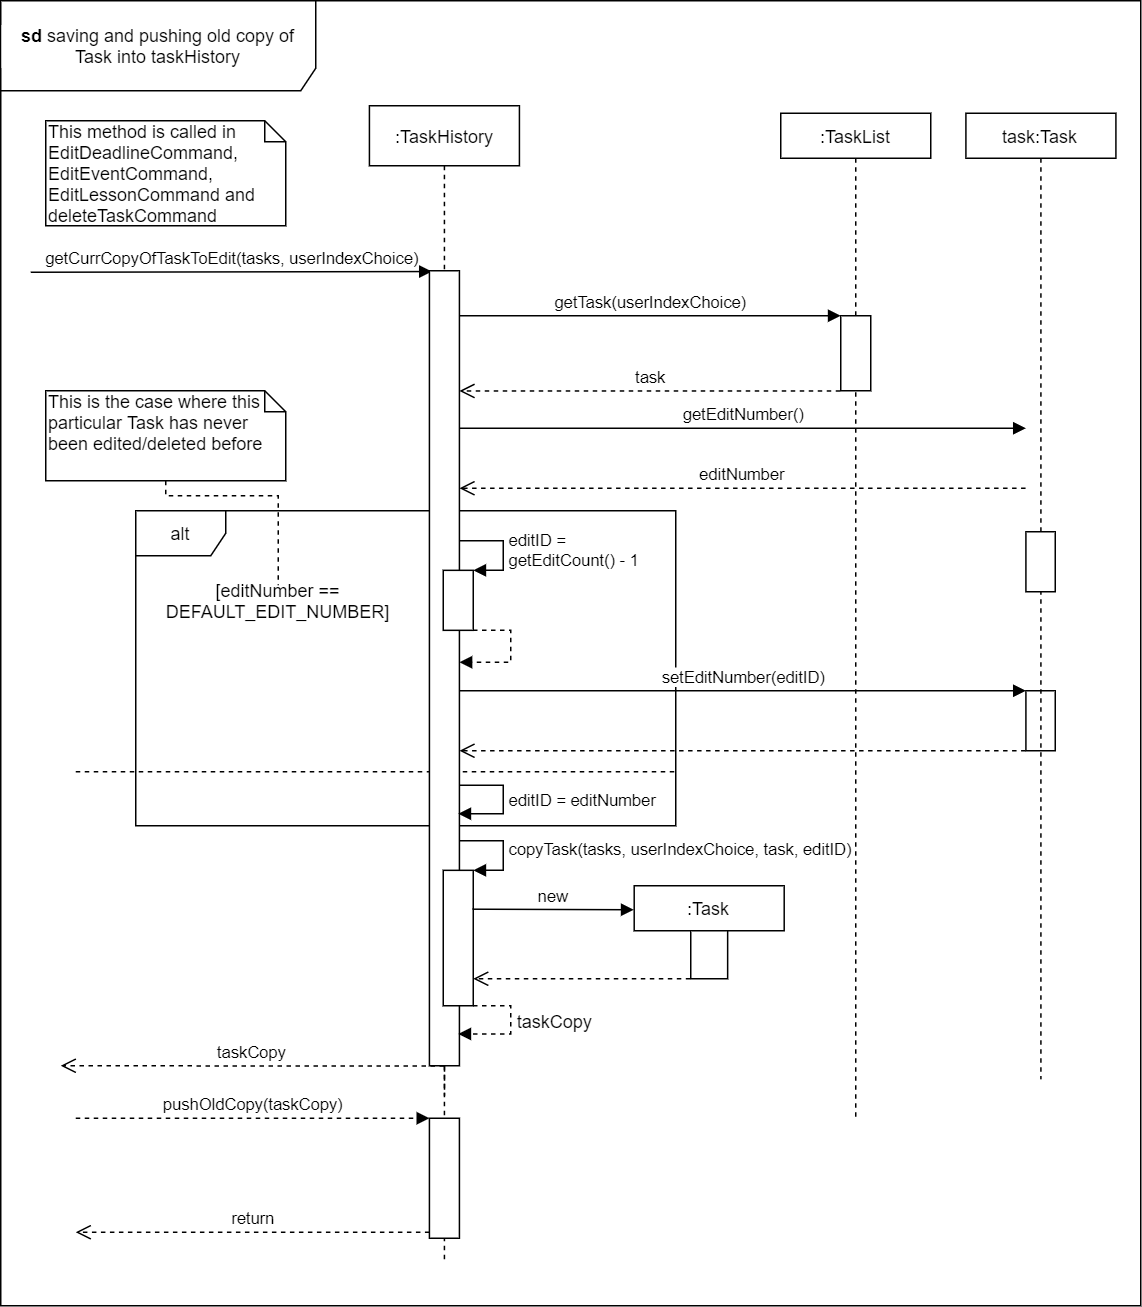 sd saving and pushing old copy of
Task into taskHistory
This method is called in
EditDeadlineCommand,
EditEventCommand,
EditLessonCommand and
deleteTaskCommand
:TaskHistory
:TaskList
task:Task
getCurrCopyOfTaskToEdit(tasks, userIndexChoice)
getTask(userIndexChoice)
task
This is the case where this
particular Task has never
been edited/deleted before
getEditNumber()
editNumber
alt
editID =
getEditCount() - 1
[editNumber ==
DEFAULT_EDIT_NUMBER]
setEditNumber(editID)
editID = editNumber
copyTask(tasks, userIndexChoice, task, editID)
new
:Task
taskCopy
taskCopy
pushOldCopy(taskCopy)
return